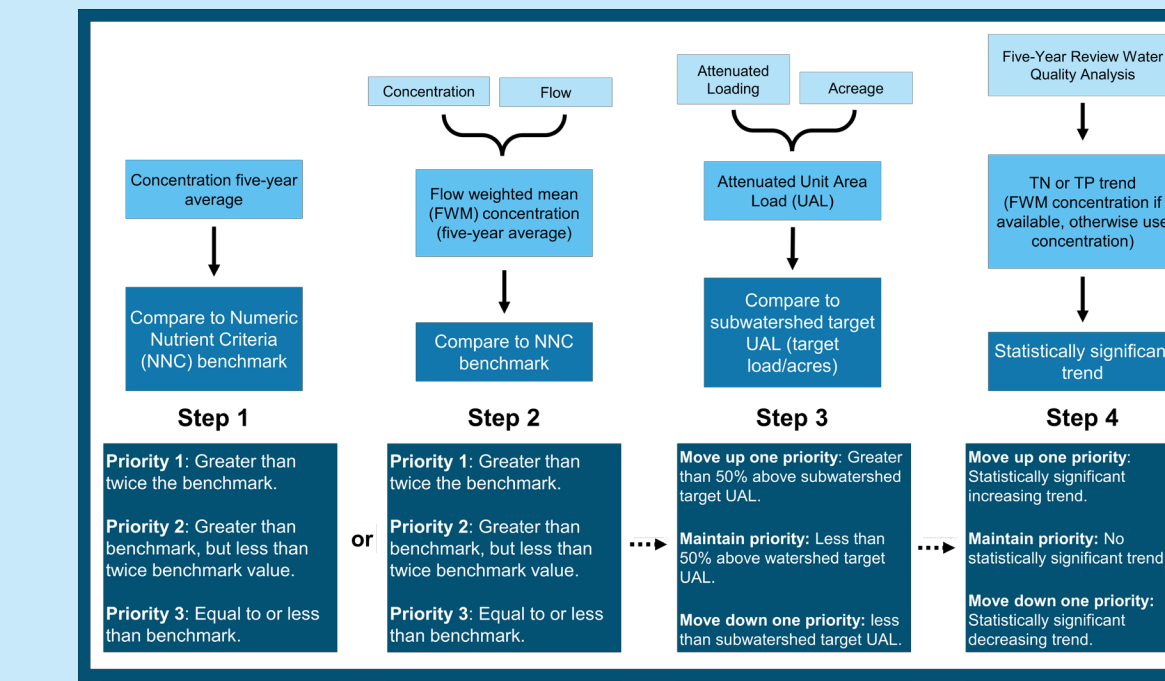 Concentration five-year
average
Compare to Numeric
Nutrient Criteria
(NNC) benchmark
Step 1
Priority 1: Greater than
twice the benchmark.
Priority 2: Greater than
benchmark, but less than
twice benchmark value.
Priority 3: Equal to or less
than benchmark.
or
Concentration
Flow
Flow weighted mean
(FWM) concentration
(five-year average)
Compare to NNC
benchmark
Step 2
Priority 1: Greater than
twice the benchmark.
Priority 2: Greater than
benchmark, but less than
twice benchmark value.
Priority 3: Equal to or less
than benchmark.
Attenuated
Loading
Acreage
Attenuated Unit Area
Load (UAL)
Compare to
subwatershed target
UAL (target
load/acres)
Step 3
Move up one priority: Greater
than 50% above subwatershed
target UAL.
Maintain priority: Less than
50% above watershed target
UAL.
Move down one priority: less
than subwatershed target UAL.
Five-Year Review Water
Quality Analysis
TN or TP trend
(FWM concentration if
available, otherwise use
concentration)
Statistically significan
trend
Step 4
Move up one priority:
Statistically significant
increasing trend.
Maintain priority: No
statistically significant trend
Move down one priority:
Statistically significant
decreasing trend.